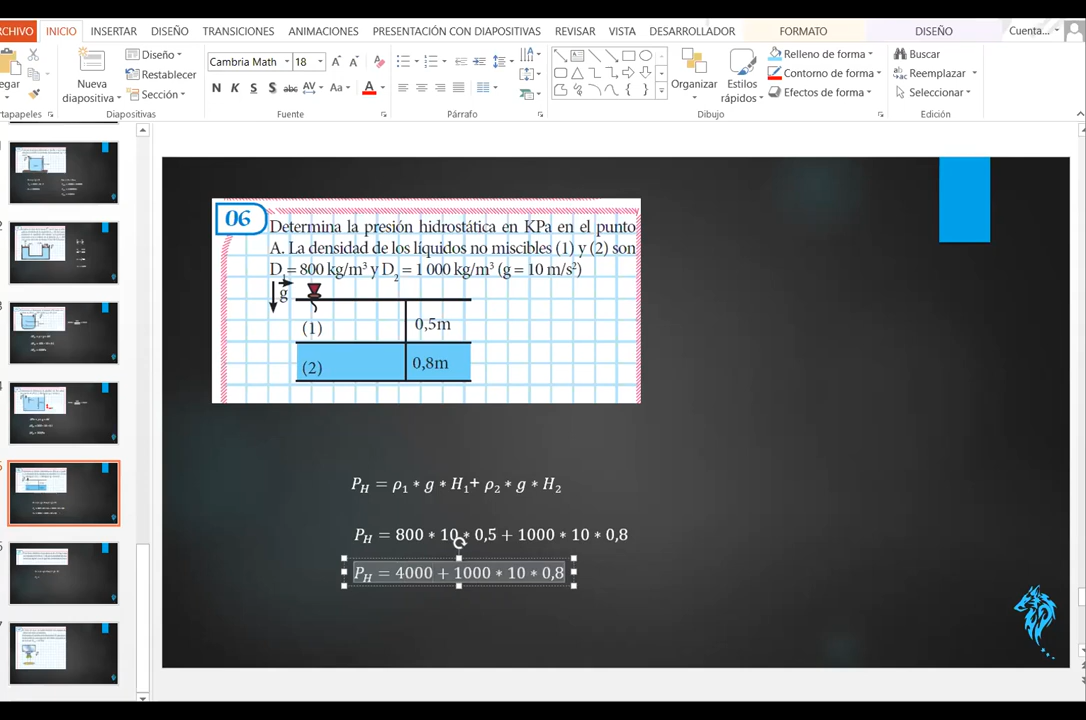 ARCHIVO INICIO INSERTAR DISEÑO TRANSICIONES ANIMACIONES PRESENTACIÓN CON DIAPOSITIVAS REVISAR VISTA DESARROLLADOR FORMATO DISEÑO Cuenta...
Diseño
Restablecer
Sección
Nueva
diapositiva
Cambria Math 18
N K S S abc AV Aa A
Organizar
Estilos
rápidos
Relleno de forma
Contorno de forma
Efectos de forma
Buscar
Reemplazar
Seleccionar
Diapositivas Fuente Párrafo Dibujo Edición
06
Determina la presión hidrostática en KPa en el punto
A. La densidad de los líquidos no miscibles (1) y (2) son
D₁= 800 kg/m³ y D₂ = 1 000 kg/m³ (g = 10 m/s²)
g
(1) 0,5m
(2) 0,8m
P_H = ρ₁ * g * H₁+ ρ₂ * g * H₂
P_H = 800 * 10 * 0,5 + 1000 * 10 * 0,8
P_H = 4000 + 1000 * 10 * 0,8